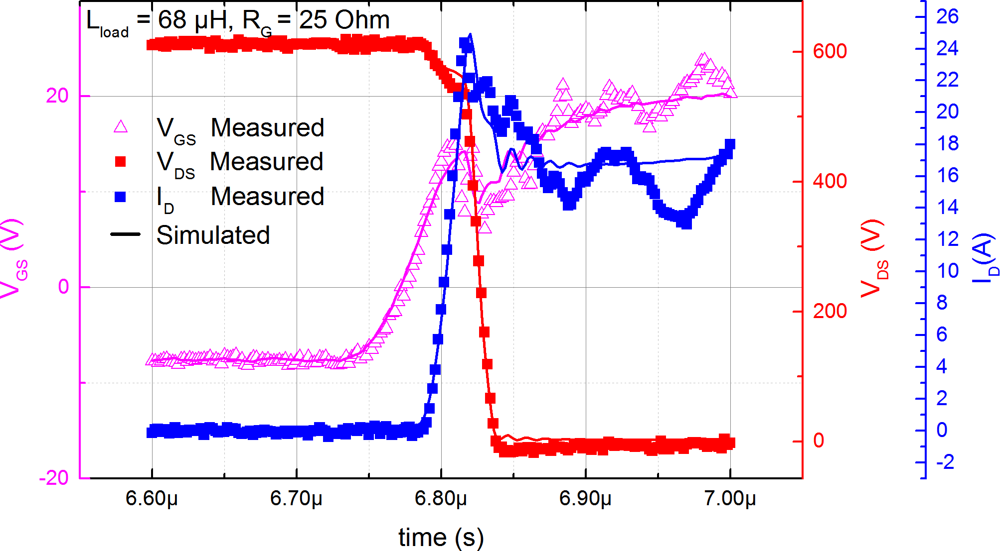 L_load = 68 µH, R_G = 25 Ohm
V_GS Measured
V_DS Measured
I_D Measured
Simulated
V_GS (V)
20
0
-20
V_DS (V)
600
400
200
0
I_D(A)
26
24
22
20
18
16
14
12
10
8
6
4
2
0
-2
6.60µ 6.70µ 6.80µ 6.90µ 7.00µ
time (s)